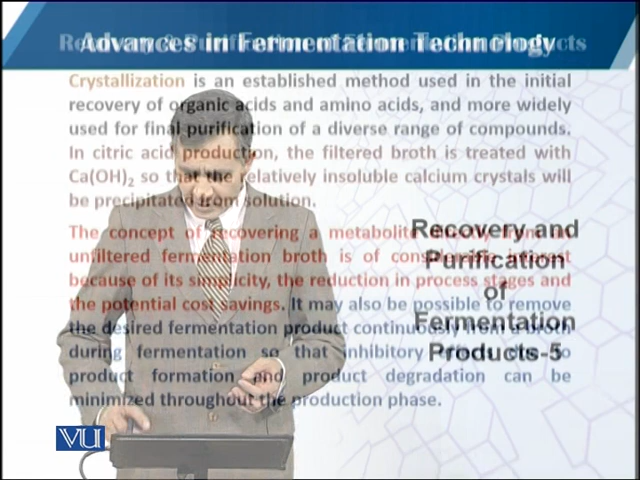 Advances in Fermentation Technology
Crystallization is an established method used in the initial
recovery of organic acids and amino acids, and more widely
used for final purification of a diverse range of compounds.
In citric acid production, the filtered broth is treated with
Ca(OH)2 so that the relatively insoluble calcium crystals will
be precipitated from solution.
The concept of recovering a metabolite
unfiltered fermentation broth is of
because of its simplicity, the reduction in process stages and
the potential cost savings. It may also be possible to remove
the desired fermentation product continuously from a broth
during fermentation so that inhibitory
product formation and product degradation can be
minimized throughout the production phase.
Recovery and
Purification
of
Fermentation
Products-5
VU